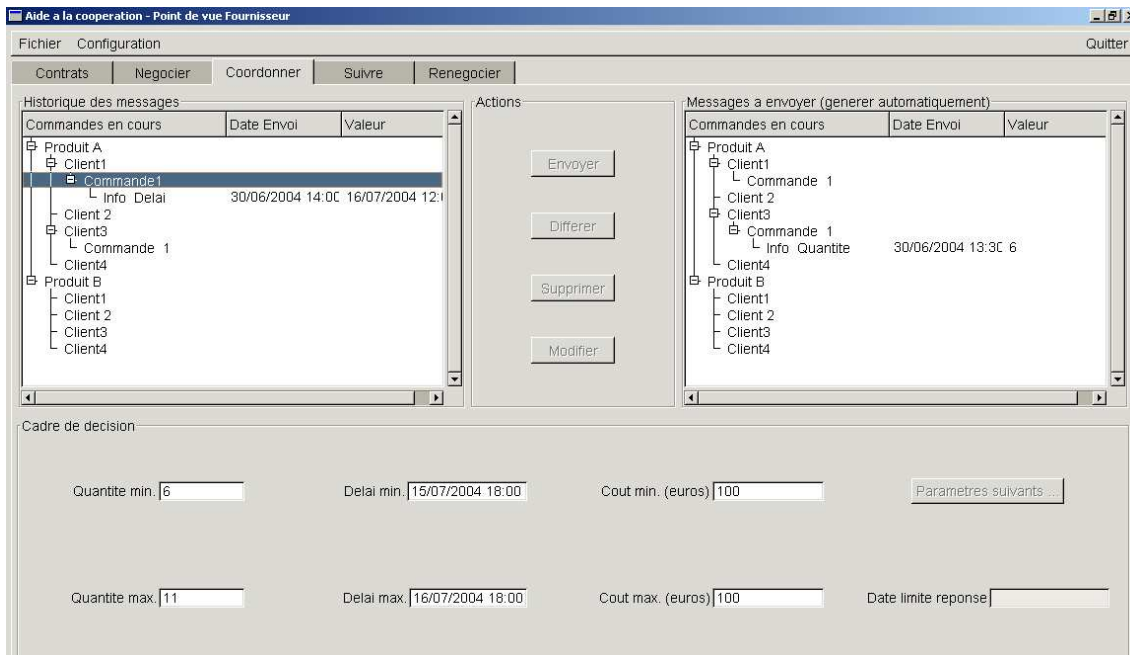 Aide a la cooperation - Point de vue Fournisseur
Fichier Configuration Quitter
Contrats Negocier Coordonner Suivre Renegocier
Historique des messages
Commandes en cours Date Envoi Valeur
Produit A
Client1
Commande1
Info Delai 30/06/2004 14:0 16/07/2004 12:
Client 2
Client3
Commande 1
Client4
Produit B
Client1
Client 2
Client3
Client4
Actions
Envoyer
Differer
Supprimer
Modifier
Messages a envoyer (generer automatiquement)
Commandes en cours Date Envoi Valeur
Produit A
Client1
Commande 1
Client 2
Client3
Commande 1
Info Quantite 30/06/2004 13:3 6
Client4
Produit B
Client1
Client 2
Client3
Client4
Cadre de decision
Quantite min. 6 Delai min. 15/07/2004 18:00 Cout min. (euros) 100 Parametres suivants ...
Quantite max. 11 Delai max. 16/07/2004 18:00 Cout max. (euros) 100 Date limite reponse